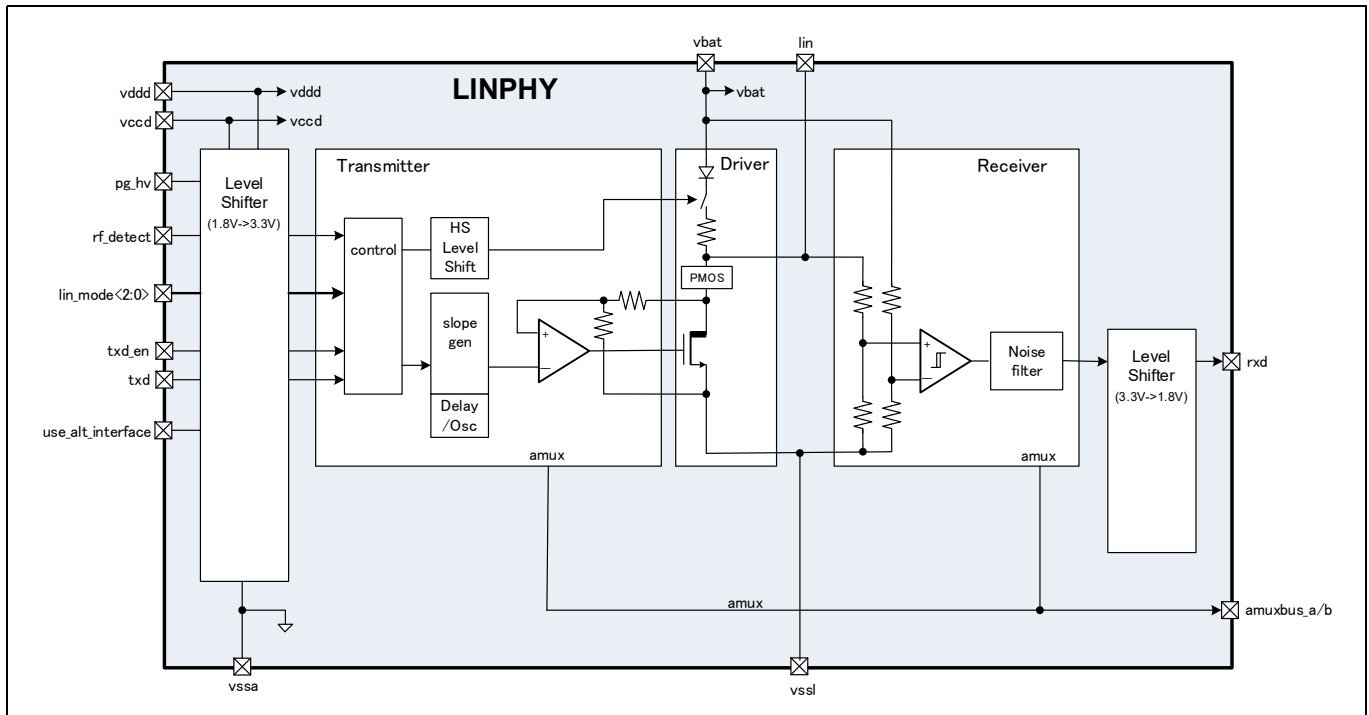 vbat
lin
LINPHY
vddd
vddd
vbat
vccd
vccd
Transmitter
Driver
Receiver
pg_hv
Level
Shifter
(1.8V->3.3V)
rf_detect
control
HS
Level
Shift
PMOS
lin_mode<2:0>
slope
gen
+
−
+
−
Noise
filter
Level
Shifter
(3.3V->1.8V)
rxd
txd_en
txd
Delay
/Osc
use_alt_interface
amux
amux
amux
amuxbus_a/b
vssa
vssl